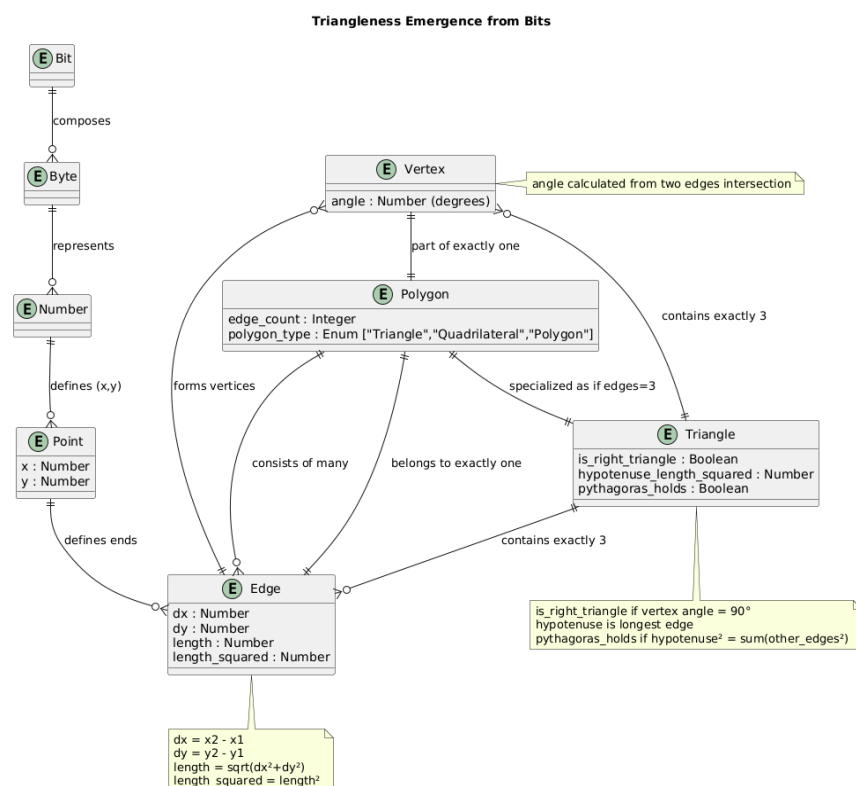 Triangleness Emergence from Bits
E Bit
composes
E Byte
represents
E Number
defines (x,y)
E Point
x : Number
y : Number
defines ends
E Vertex
angle : Number (degrees)
angle calculated from two edges intersection
part of exactly one
E Polygon
edge_count : Integer
polygon_type : Enum ["Triangle","Quadrilateral","Polygon"]
contains exactly 3
forms vertices
specialized as if edges=3
consists of many
belongs to exactly one
E Triangle
is_right_triangle : Boolean
hypotenuse_length_squared : Number
pythagoras_holds : Boolean
contains exactly 3
E Edge
dx : Number
dy : Number
length : Number
length_squared : Number
is_right_triangle if vertex angle = 90°
hypotenuse is longest edge
pythagoras_holds if hypotenuse² = sum(other_edges²)
dx = x2 - x1
dy = y2 - y1
length = sqrt(dx²+dy²)
length_squared = length²